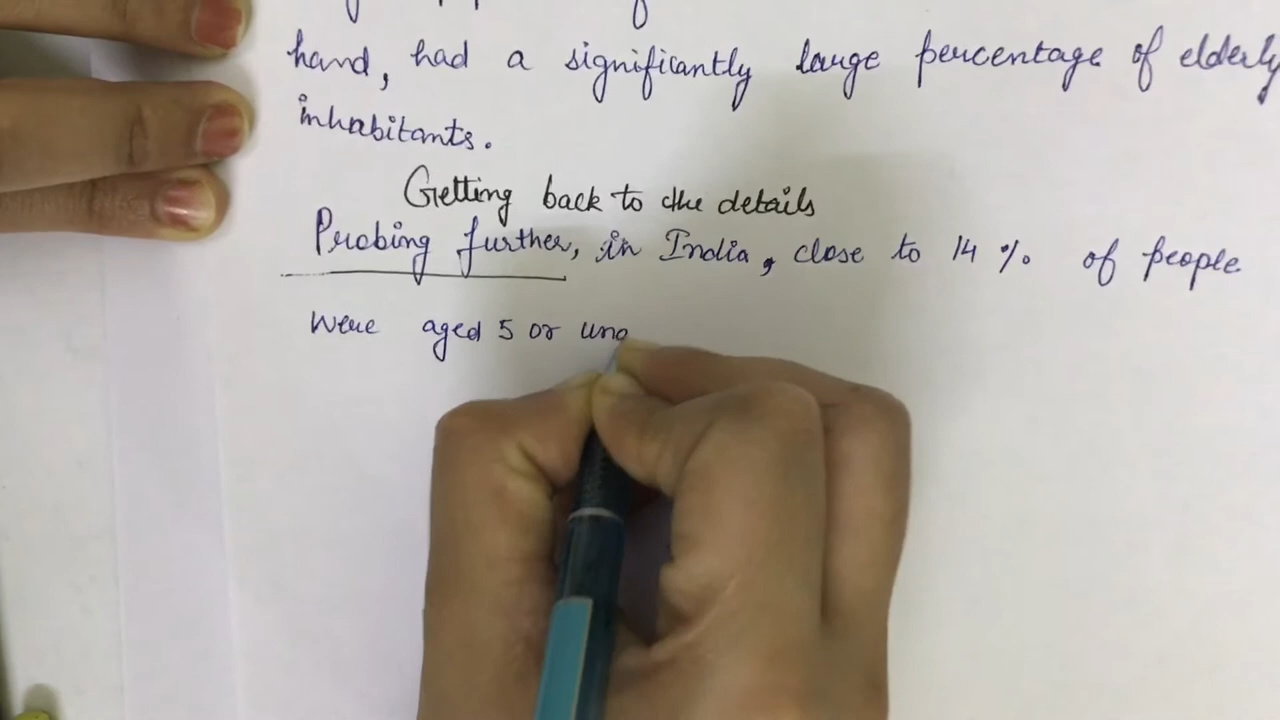 hand, had a significantly large percentage of elderly
inhabitants.
Getting back to the details
Probing further, in India, close to 14 % of people
were aged 5 or und